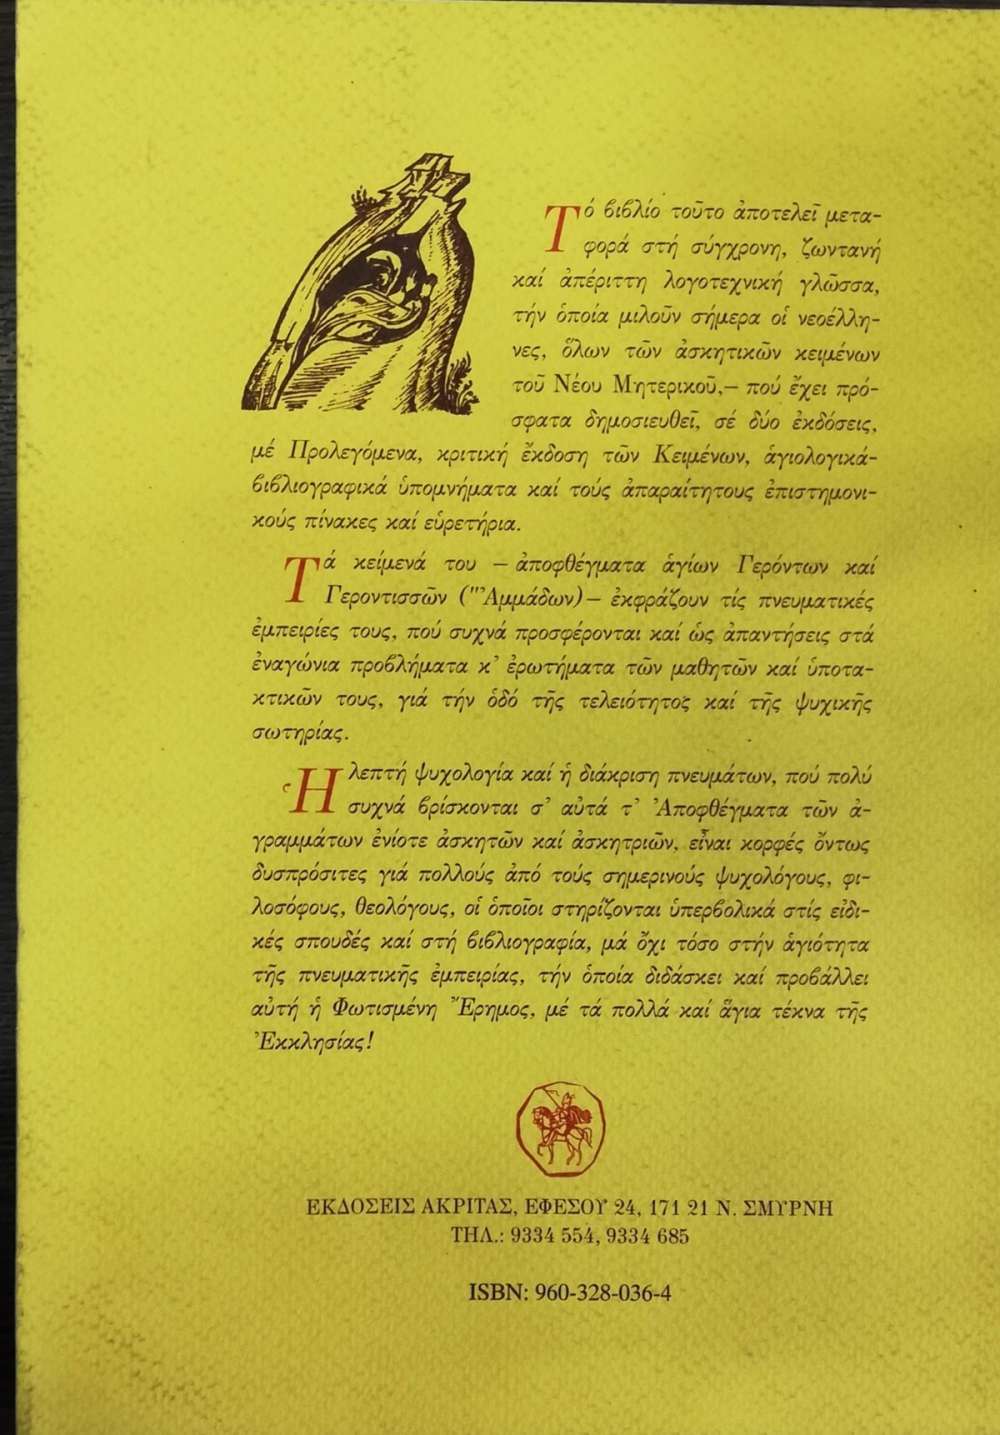 Τό βιβλίο τοῦτο ἀποτελεῖ μετα-
φορά στή σύγχρονη, ζωντανή
καί ἀπέριττη λογοτεχνική γλῶσσα,
τήν ὁποία μιλοῦν σήμερα οἱ νεοέλλη-
νες, ὅλων τῶν ἀσκητικῶν κειμένων
τοῦ Νέου Μητερικοῦ,— πού ἔχει πρό-
σφατα δημοσιευθεῖ, σέ δύο ἐκδόσεις,
μέ Προλεγόμενα, κριτική ἔκδοση τῶν Κειμένων, ἁγιολογικά-
βιβλιογραφικά ὑπομνήματα καί τούς ἀπαραίτητους ἐπιστημονι-
κούς πίνακες καί εὑρετήρια.
Τά κείμενά του — ἀποφθέγματα ἁγίων Γερόντων καί
Γεροντισσῶν ("Ἀμμάδων)— ἐκφράζουν τίς πνευματικές
ἐμπειρίες τους, πού συχνά προσφέρονται καί ὡς ἀπαντήσεις στά
ἐναγώνια προβλήματα κ' ἐρωτήματα τῶν μαθητῶν καί ὑποτα-
κτικῶν τους, γιά τήν ὁδό τῆς τελειότητος καί τῆς ψυχικῆς
σωτηρίας.
Ἡ λεπτή ψυχολογία καί ἡ διάκριση πνευμάτων, πού πολύ
συχνά βρίσκονται σ' αὐτά τ' Ἀποφθέγματα τῶν ἀ-
γραμμάτων ἐνίοτε ἀσκητῶν καί ἀσκητριῶν, εἶναι κορφές ὄντως
δυσπρόσιτες γιά πολλούς ἀπό τούς σημερινούς ψυχολόγους, φι-
λοσόφους, θεολόγους, οἱ ὁποῖοι στηρίζονται ὑπερβολικά στίς εἰδι-
κές σπουδές καί στή βιβλιογραφία, μά ὄχι τόσο στήν ἁγιότητα
τῆς πνευματικῆς ἐμπειρίας, τήν ὁποία διδάσκει καί προβάλλει
αὐτή ἡ Φωτισμένη Ἔρημος, μέ τά πολλά καί ἅγια τέκνα τῆς
Ἐκκλησίας!
ΕΚΔΟΣΕΙΣ ΑΚΡΙΤΑΣ, ΕΦΕΣΟΥ 24, 171 21 Ν. ΣΜΥΡΝΗ
ΤΗΛ.: 9334 554, 9334 685
ISBN: 960-328-036-4